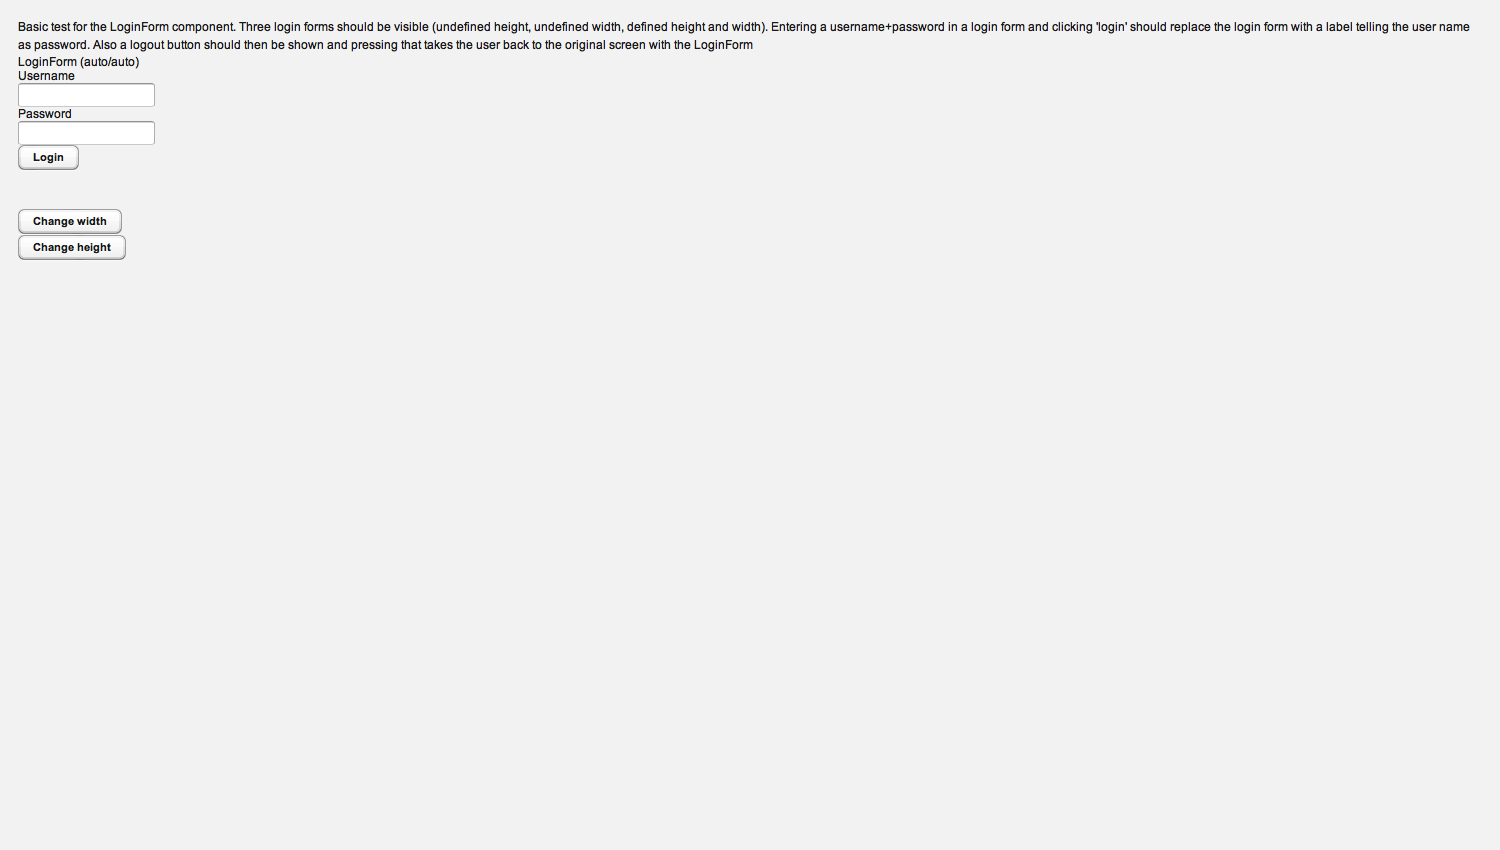 Basic test for the LoginForm component. Three login forms should be visible (undefined height, undefined width, defined height and width). Entering a username+password in a login form and clicking 'login' should replace the login form with a label telling the user name
as password. Also a logout button should then be shown and pressing that takes the user back to the original screen with the LoginForm
LoginForm (auto/auto)
Username
Password
Login
Change width
Change height